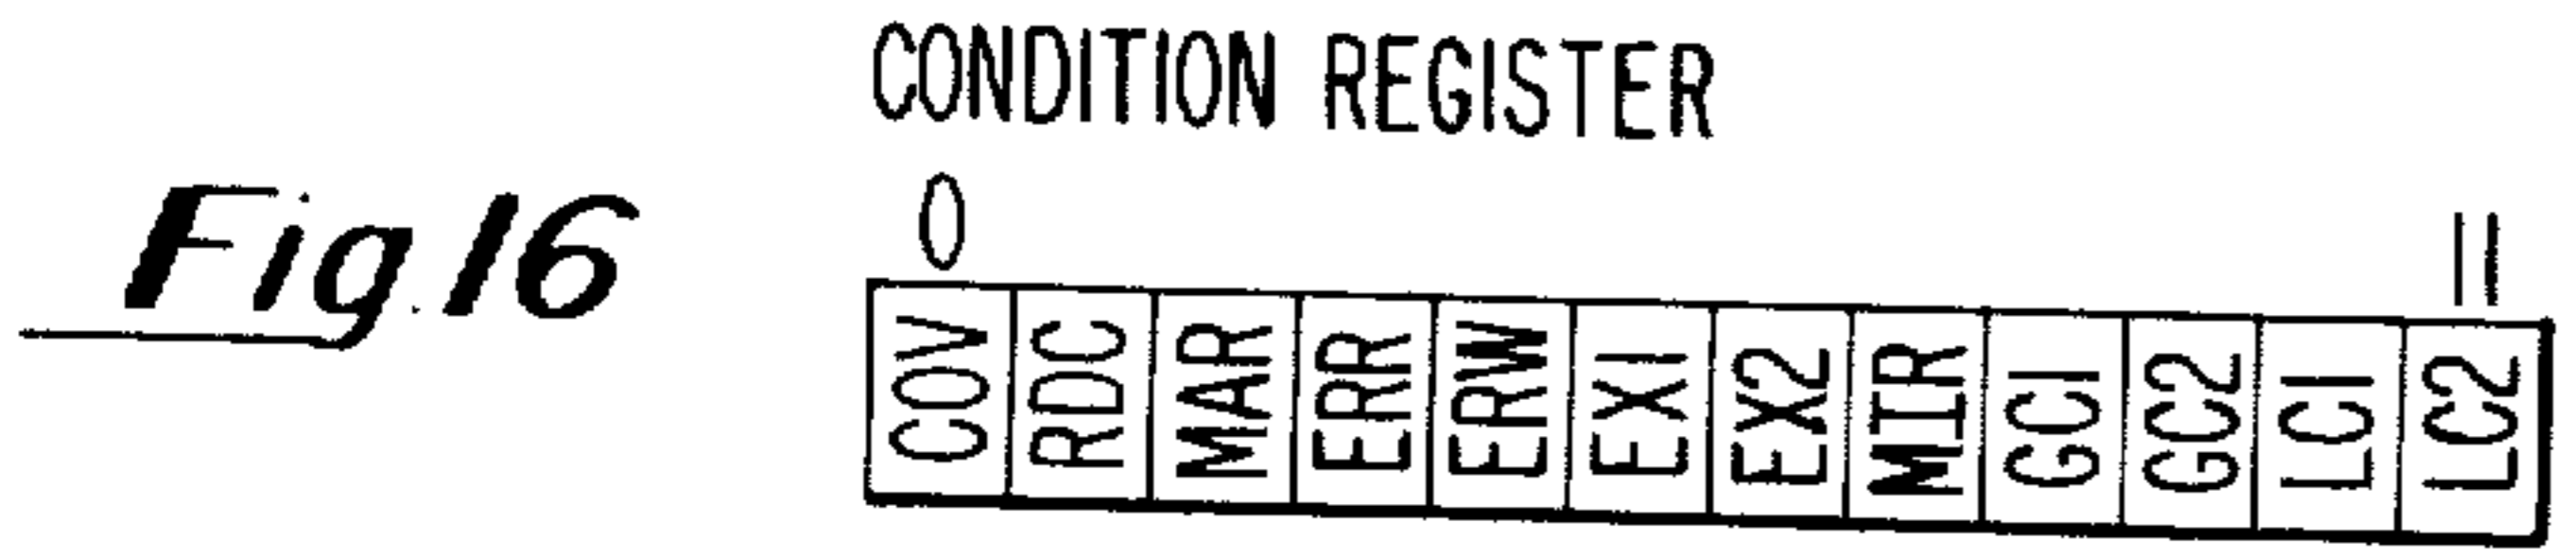 CONDITION REGISTER
Fig. 16
0 11
COV RDC MAR ERR ERW EX1 EX2 MIR GC1 GC2 LC1 LC2